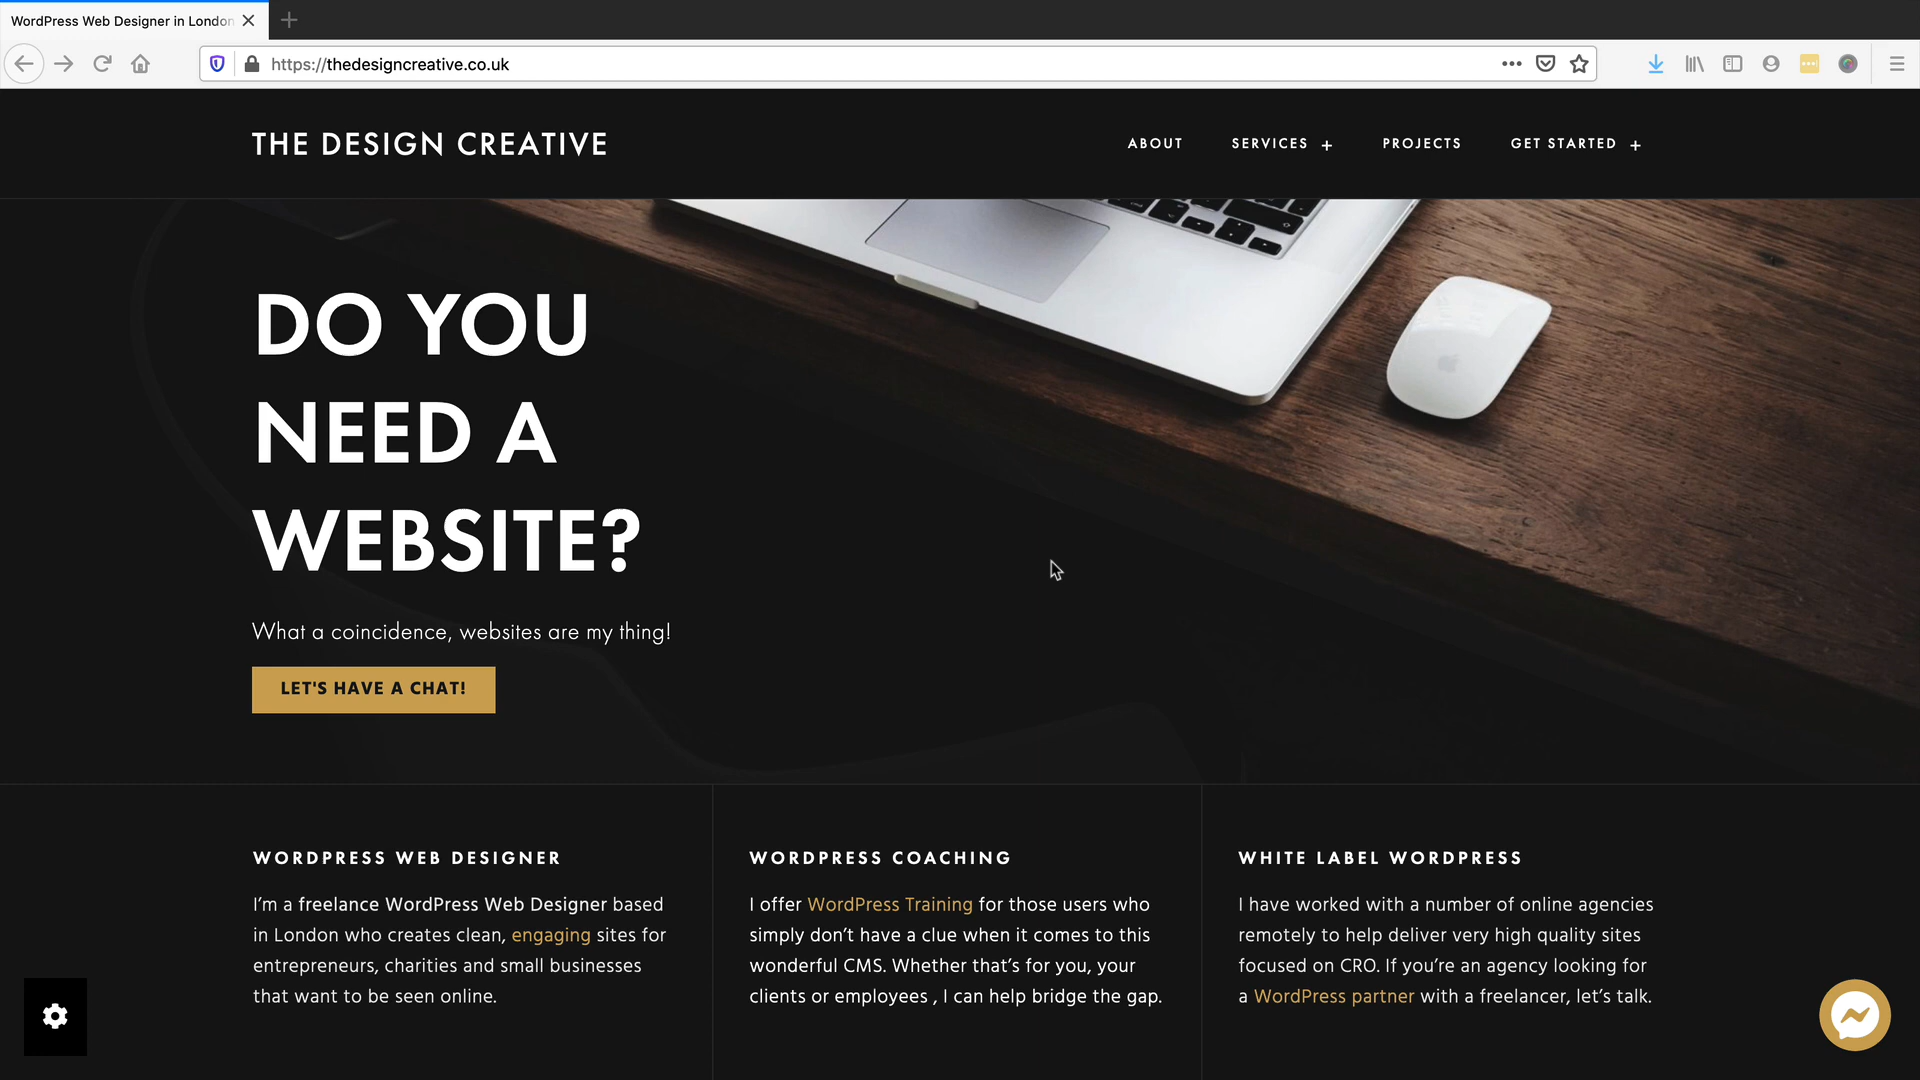 WordPress Web Designer in London
https://thedesigncreative.co.uk
THE DESIGN CREATIVE
ABOUT SERVICES + PROJECTS GET STARTED +
DO YOU
NEED A
WEBSITE?
What a coincidence, websites are my thing!
LET'S HAVE A CHAT!
WORDPRESS WEB DESIGNER
I’m a freelance WordPress Web Designer based
in London who creates clean, engaging sites for
entrepreneurs, charities and small businesses
that want to be seen online.
WORDPRESS COACHING
I offer WordPress Training for those users who
simply don’t have a clue when it comes to this
wonderful CMS. Whether that’s for you, your
clients or employees , I can help bridge the gap.
WHITE LABEL WORDPRESS
I have worked with a number of online agencies
remotely to help deliver very high quality sites
focused on CRO. If you’re an agency looking for
a WordPress partner with a freelancer, let’s talk.